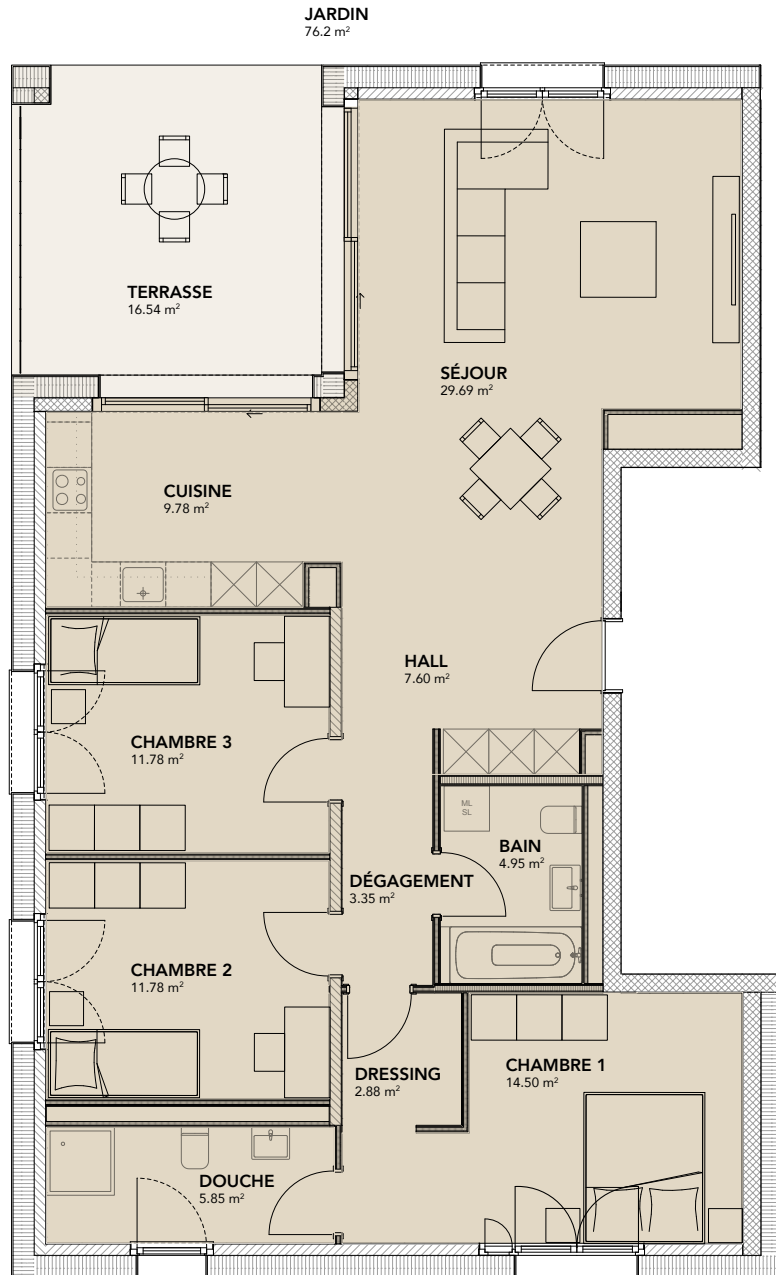 JARDIN
76.2 m²
TERRASSE
16.54 m²
SÉJOUR
29.69 m²
CUISINE
9.78 m²
HALL
7.60 m²
CHAMBRE 3
11.78 m²
ML
SL
BAIN
4.95 m²
DÉGAGEMENT
3.35 m²
CHAMBRE 2
11.78 m²
CHAMBRE 1
14.50 m²
DRESSING
2.88 m²
DOUCHE
5.85 m²